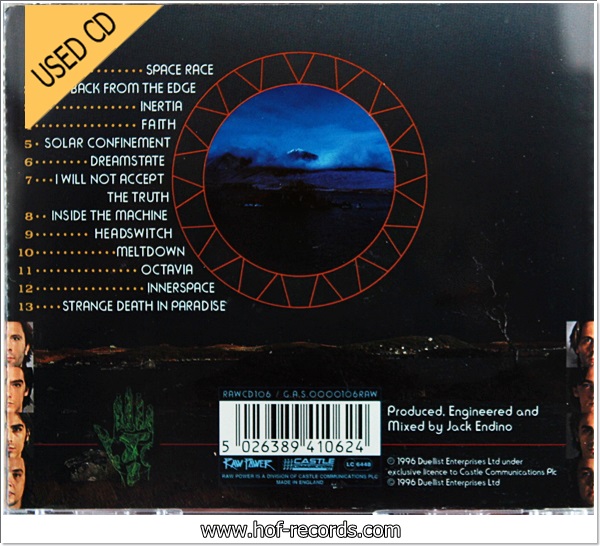 USED CD
SPACE RACE
BACK FROM THE EDGE
INERTIA
FAITH
5 SOLAR CONFINEMENT
6 DREAMSTATE
7 I WILL NOT ACCEPT
THE TRUTH
8 INSIDE THE MACHINE
9 HEADSWITCH
10 MELTDOWN
11 OCTAVIA
12 INNERSPACE
13 STRANGE DEATH IN PARADISE
RAWCD106 / G.A.S.0000106RAW
5 026389 410624
RAW POWER
CASTLE
LC 6448
RAW POWER IS A DIVISION OF CASTLE COMMUNICATIONS PLC
MADE IN ENGLAND
Produced, Engineered and
Mixed by Jack Endino
℗ 1996 Duellist Enterprises Ltd under
exclusive licence to Castle Communications Plc
© 1996 Duellist Enterprises Ltd
www.hof-records.com